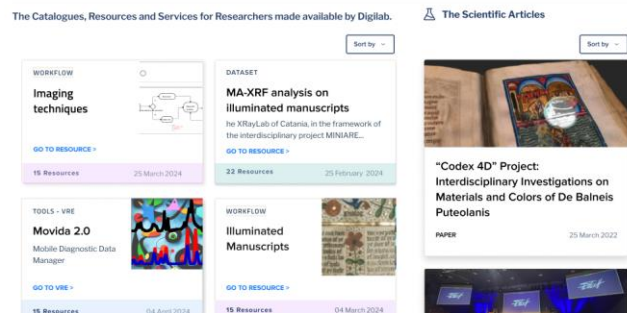 The Catalogues, Resources and Services for Researchers made available by Digilab.
Sort by
WORKFLOW
Imaging
techniques
GO TO RESOURCE >
15 Resources
25 March 2024
DATASET
MA-XRF analysis on
illuminated manuscripts
he XRayLab of Catania, in the framework of
the interdisciplinary project MINIARE...
GO TO RESOURCE >
22 Resources
25 February 2024
TOOLS - VRE
Movida 2.0
Mobile Diagnostic Data
Manager
GO TO VRE >
15 Resources
04 April 2024
WORKFLOW
Illuminated
Manuscripts
GO TO RESOURCE >
15 Resources
04 March 2024
The Scientific Articles
Sort by
"Codex 4D" Project:
Interdisciplinary Investigations on
Materials and Colors of De Balneis
Puteolanis
PAPER
25 March 2022